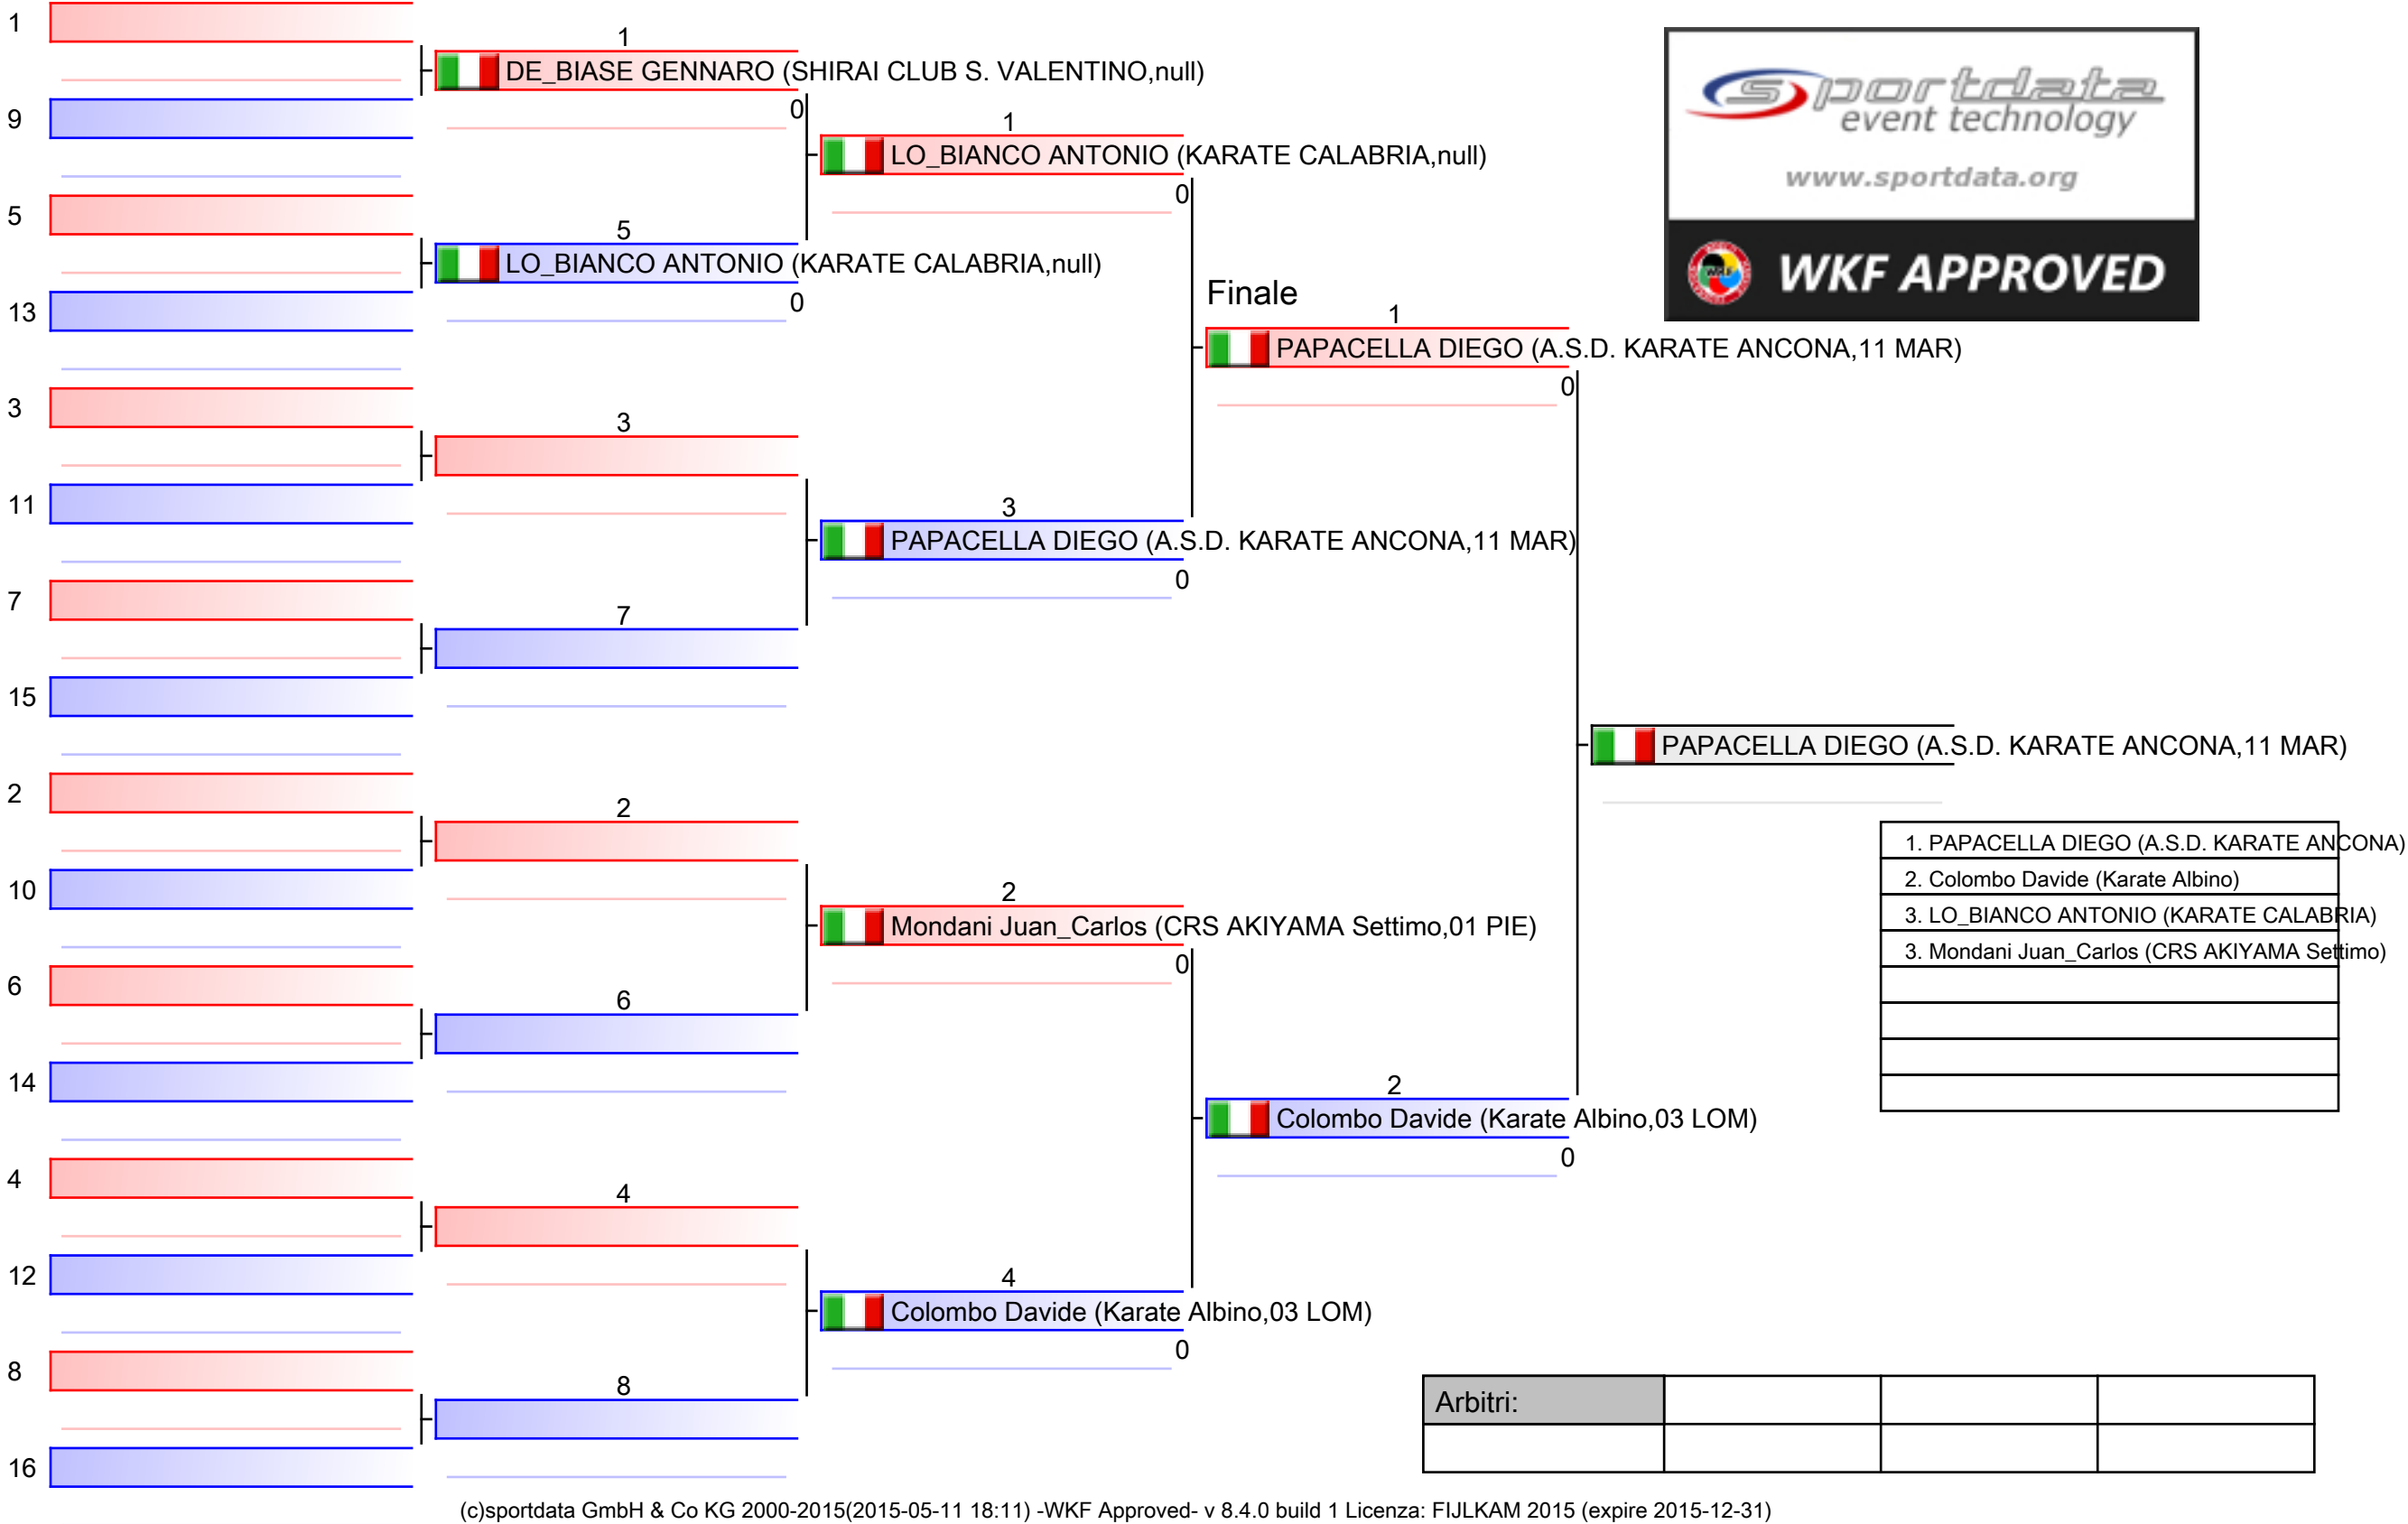 1
9
5
13
3
11
7
15
2
10
6
14
4
12
8
16
1
DE_BIASE GENNARO (SHIRAI CLUB S. VALENTINO,null)
0
5
LO_BIANCO ANTONIO (KARATE CALABRIA,null)
0
3
7
2
6
4
8
1
LO_BIANCO ANTONIO (KARATE CALABRIA,null)
0
3
PAPACELLA DIEGO (A.S.D. KARATE ANCONA,11 MAR)
0
2
Mondani Juan_Carlos (CRS AKIYAMA Settimo,01 PIE)
0
4
Colombo Davide (Karate Albino,03 LOM)
0
Finale
1
PAPACELLA DIEGO (A.S.D. KARATE ANCONA,11 MAR)
0
2
Colombo Davide (Karate Albino,03 LOM)
0
PAPACELLA DIEGO (A.S.D. KARATE ANCONA,11 MAR)
sportdata
event technology
www.sportdata.org
WKF
WKF APPROVED
1. PAPACELLA DIEGO (A.S.D. KARATE ANCONA)
2. Colombo Davide (Karate Albino)
3. LO_BIANCO ANTONIO (KARATE CALABRIA)
3. Mondani Juan_Carlos (CRS AKIYAMA Settimo)
Arbitri:
(c)sportdata GmbH & Co KG 2000-2015(2015-05-11 18:11) -WKF Approved- v 8.4.0 build 1 Licenza: FIJLKAM 2015 (expire 2015-12-31)